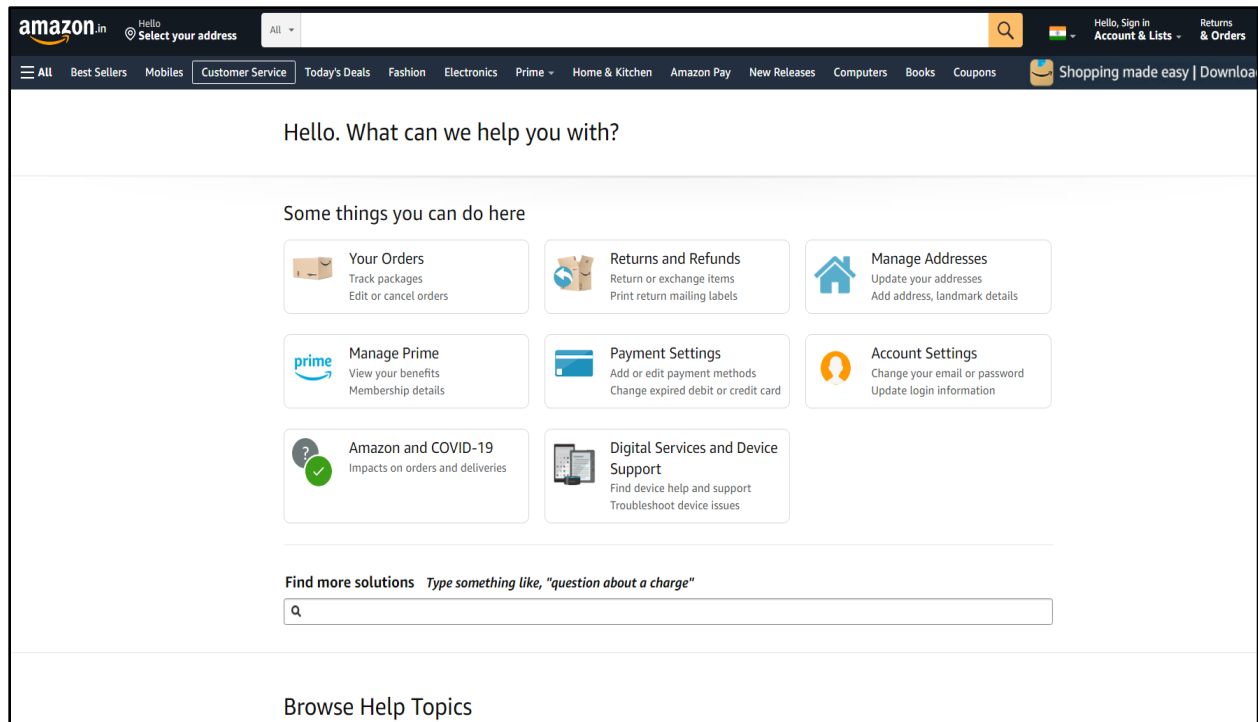 amazon.in
Hello
Select your address
All
Hello, Sign in
Account & Lists
Returns
& Orders
All Best Sellers Mobiles Customer Service Today's Deals Fashion Electronics Prime Home & Kitchen Amazon Pay New Releases Computers Books Coupons Shopping made easy | Downloa
Hello. What can we help you with?
Some things you can do here
Your Orders
Track packages
Edit or cancel orders
Returns and Refunds
Return or exchange items
Print return mailing labels
Manage Addresses
Update your addresses
Add address, landmark details
prime
Manage Prime
View your benefits
Membership details
Payment Settings
Add or edit payment methods
Change expired debit or credit card
Account Settings
Change your email or password
Update login information
?
Amazon and COVID-19
Impacts on orders and deliveries
Digital Services and Device
Support
Find device help and support
Troubleshoot device issues
Find more solutions Type something like, "question about a charge"
Browse Help Topics